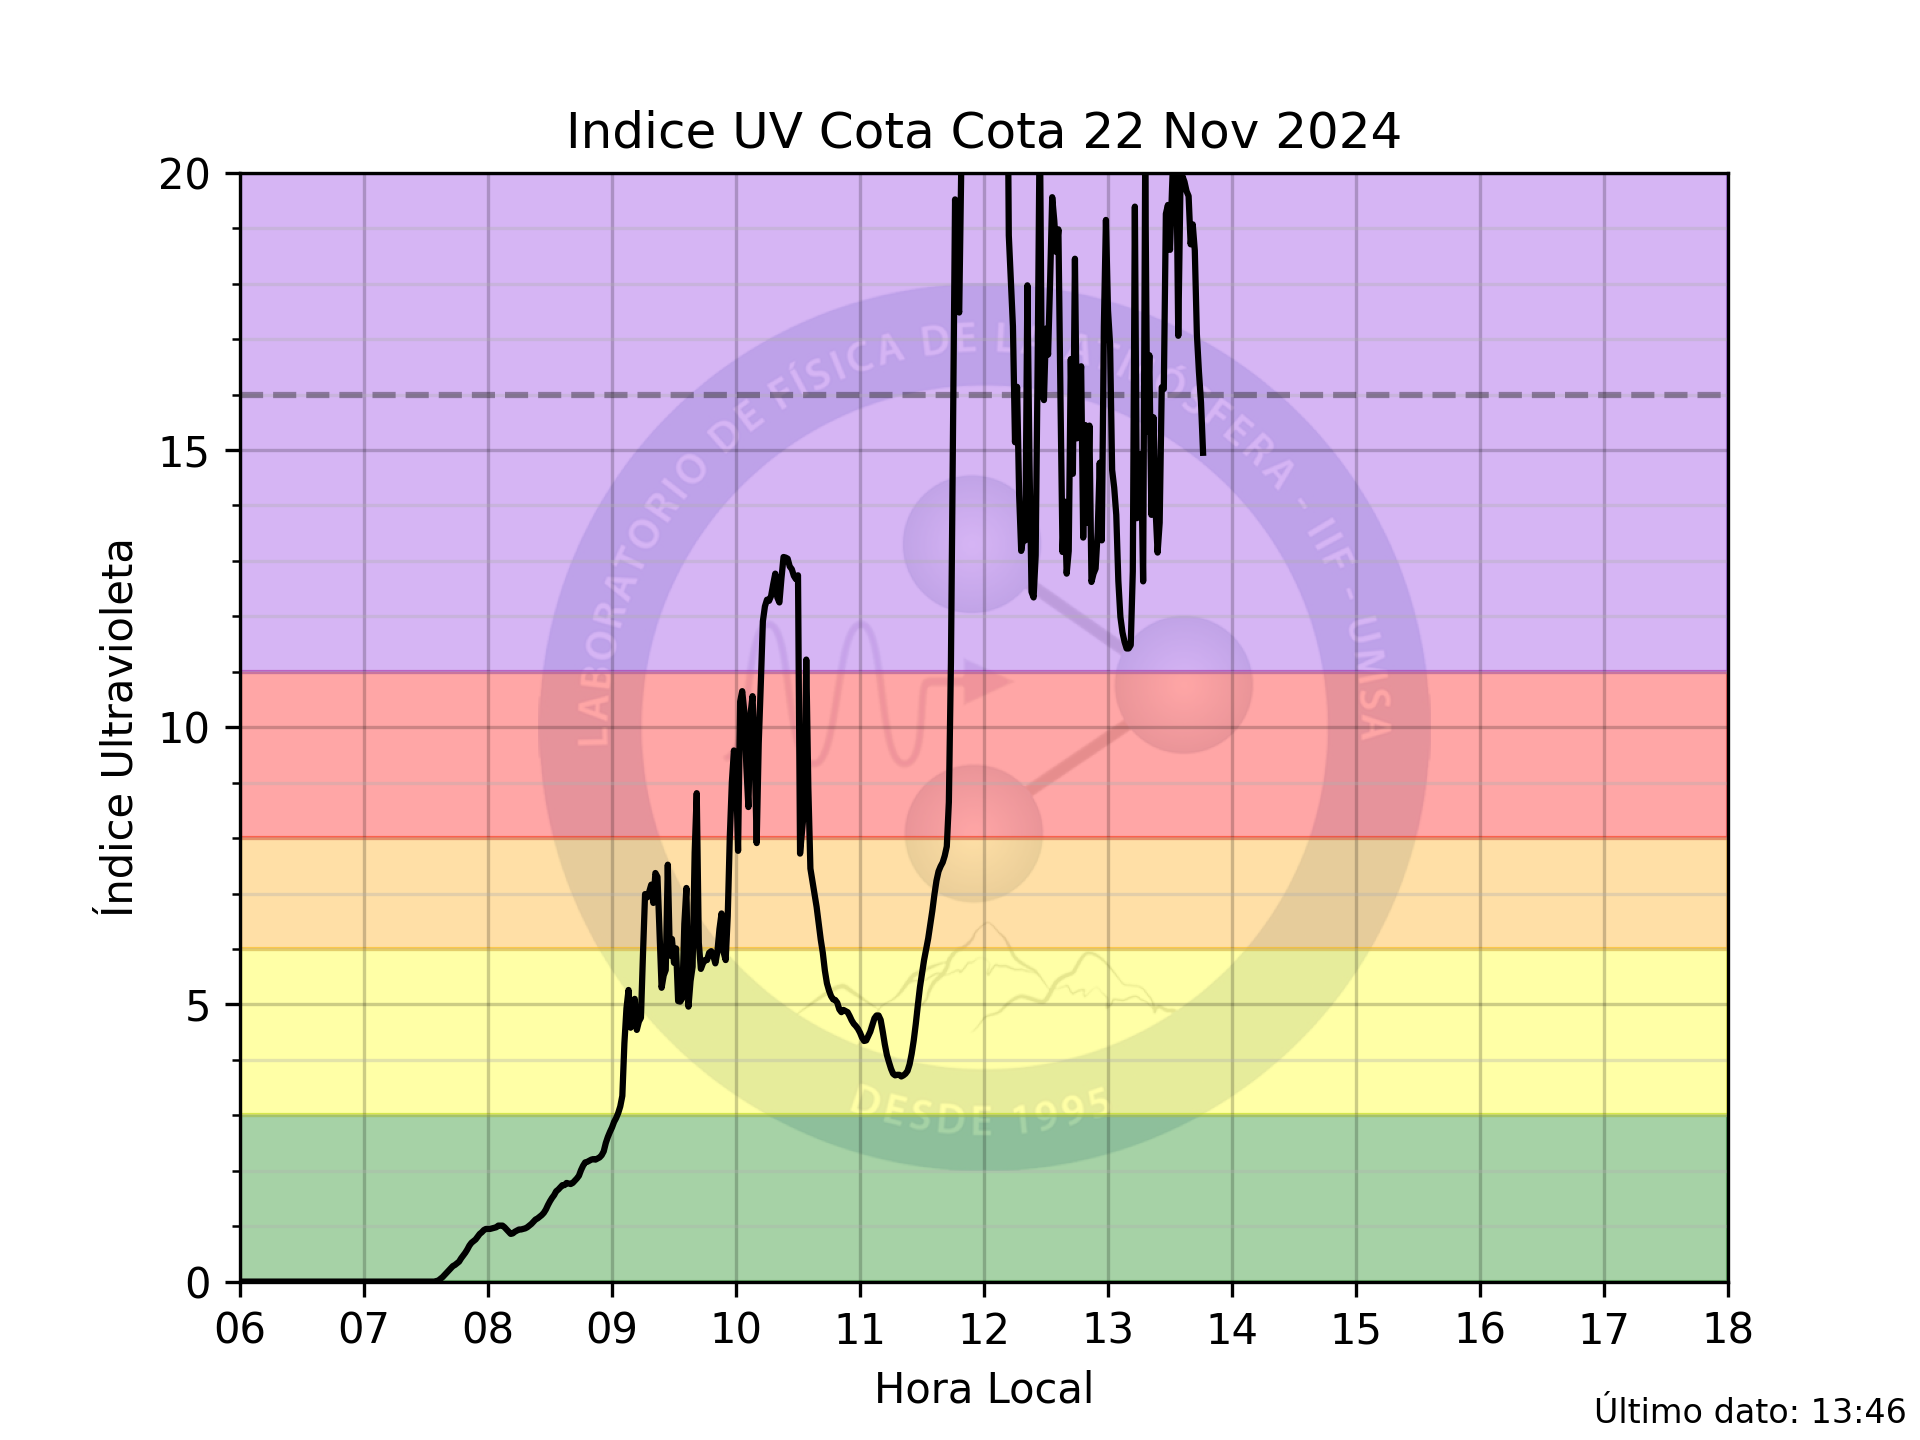 Indice UV Cota Cota 22 Nov 2024
20
15
10
5
0
Índice Ultravioleta
LABORATORIO DE FÍSICA DE LA ATMÓSFERA - IIF - UMSA
DESDE 1995
06 07 08 09 10 11 12 13 14 15 16 17 18
Hora Local
Último dato: 13:46